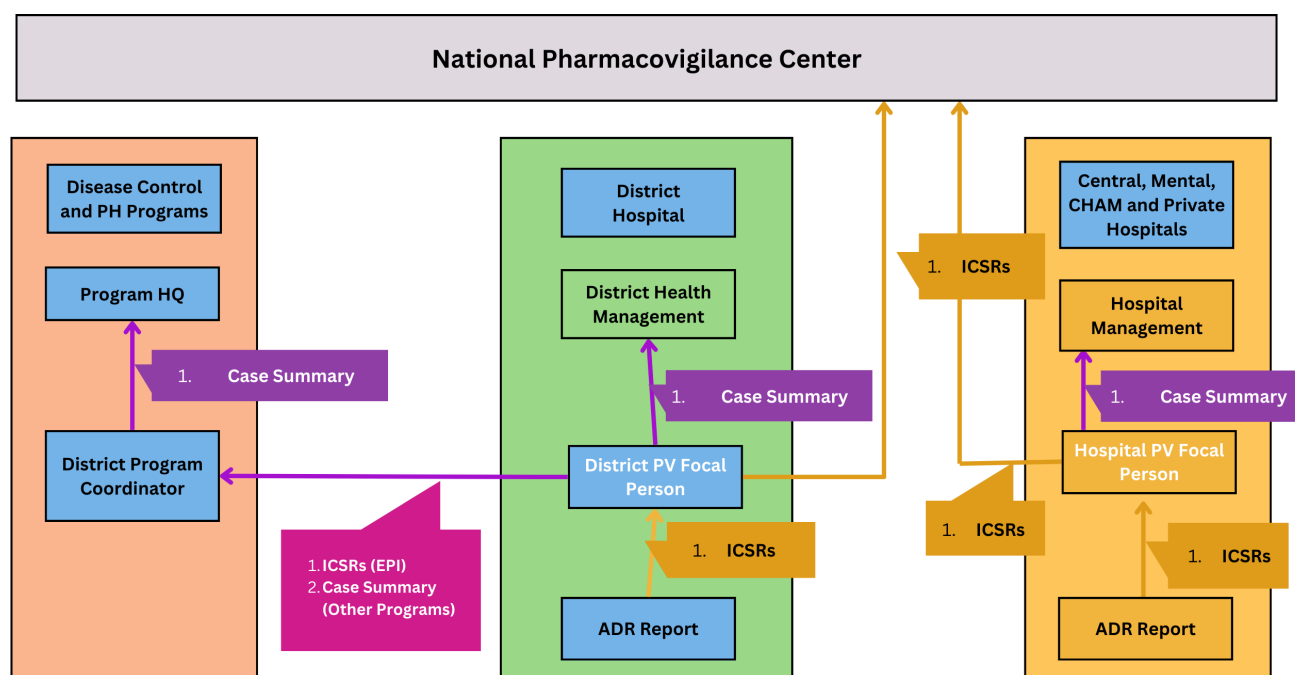 National Pharmacovigilance Center
Disease Control
and PH Programs
Program HQ
1. Case Summary
District Program
Coordinator
1. ICSRs (EPI)
2. Case Summary
(Other Programs)
District
Hospital
District Health
Management
1. Case Summary
District PV Focal
Person
1. ICSRs
ADR Report
1. ICSRs
Central, Mental,
CHAM and Private
Hospitals
Hospital
Management
1. Case Summary
Hospital PV Focal
Person
1. ICSRs
1. ICSRs
ADR Report